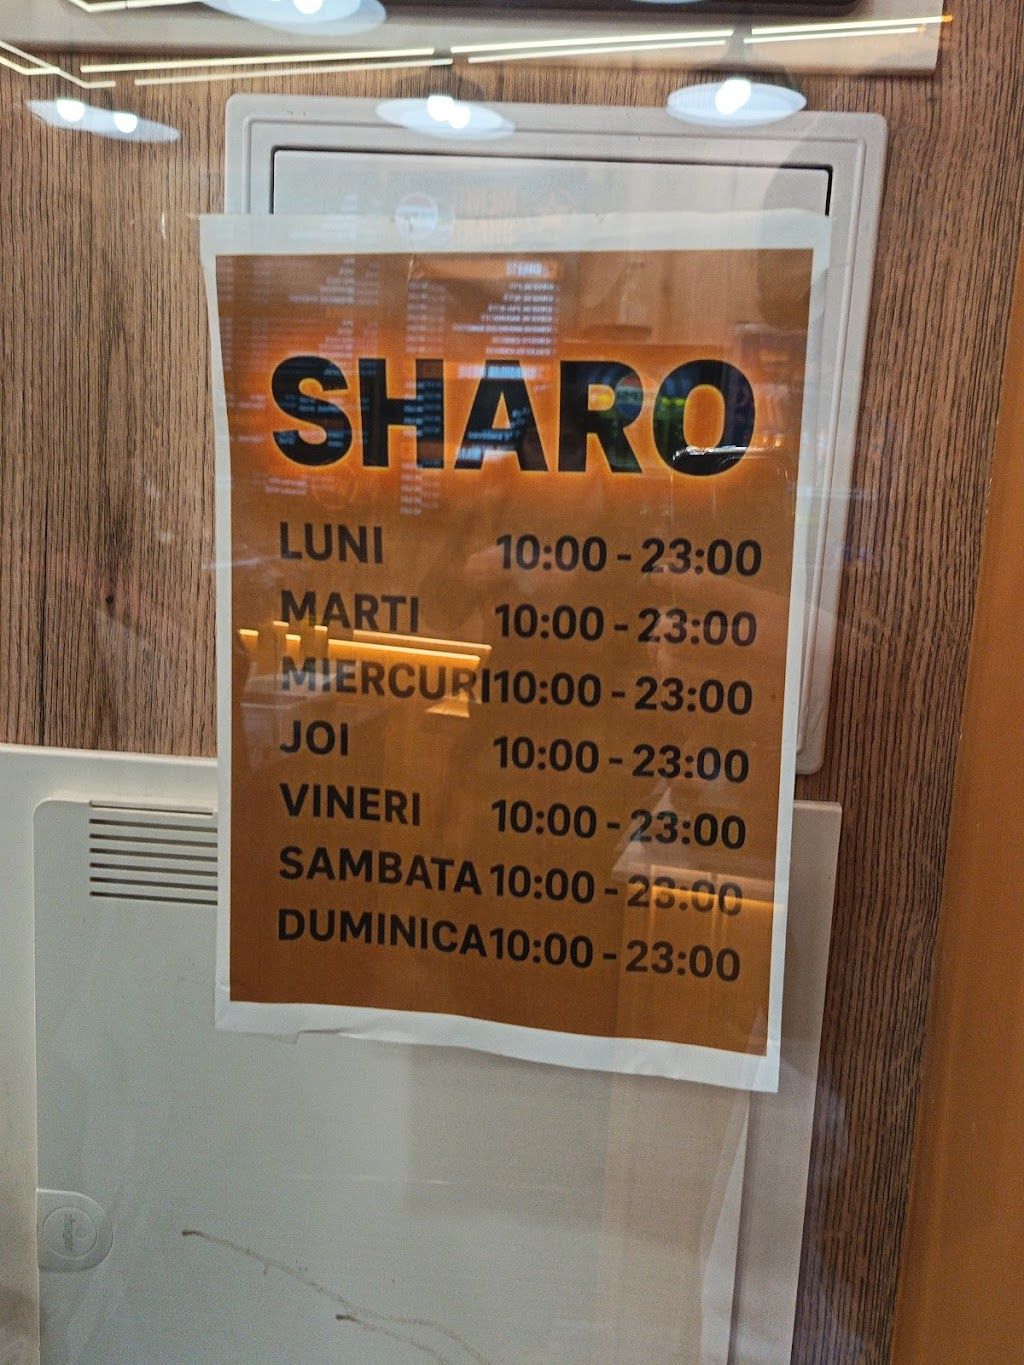 SHARO
LUNI 10:00 - 23:00
MARTI 10:00 - 23:00
MIERCURI 10:00 - 23:00
JOI 10:00 - 23:00
VINERI 10:00 - 23:00
SAMBATA 10:00 - 23:00
DUMINICA 10:00 - 23:00
hager